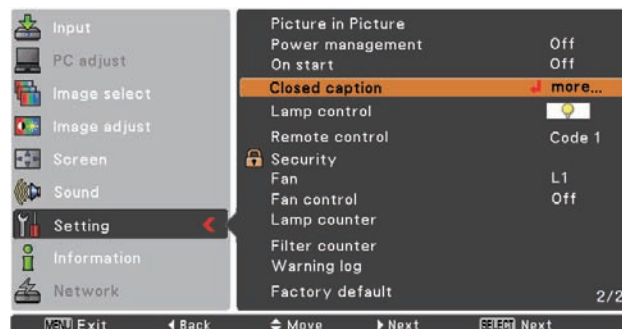 Input
PC adjust
Image select
Image adjust
Screen
Sound
Setting
Information
Network
Picture in Picture
Power management Off
On start Off
Closed caption more...
Lamp control
Remote control Code 1
Security
Fan L1
Fan control Off
Lamp counter
Filter counter
Warning log
Factory default 2/2
MENU Exit Back Move Next SELECT Next